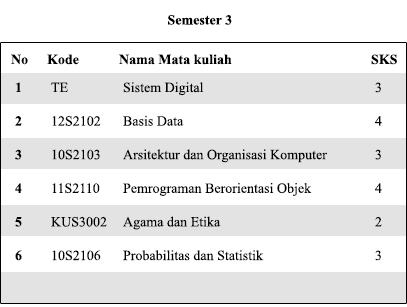 Semester 3
No Kode Nama Mata kuliah SKS
1 TE Sistem Digital 3
2 12S2102 Basis Data 4
3 10S2103 Arsitektur dan Organisasi Komputer 3
4 11S2110 Pemrograman Berorientasi Objek 4
5 KUS3002 Agama dan Etika 2
6 10S2106 Probabilitas dan Statistik 3